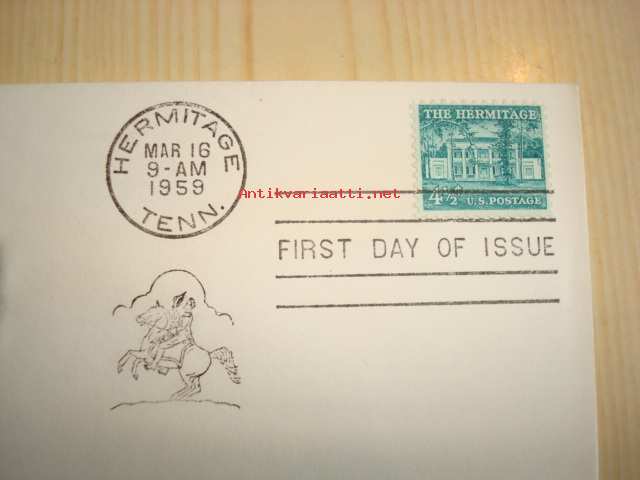 HERMITAGE
MAR 16
9-AM
1959
TENN.
THE HERMITAGE
4½ U.S. POSTAGE
Antikvariaatti.net
FIRST DAY OF ISSUE